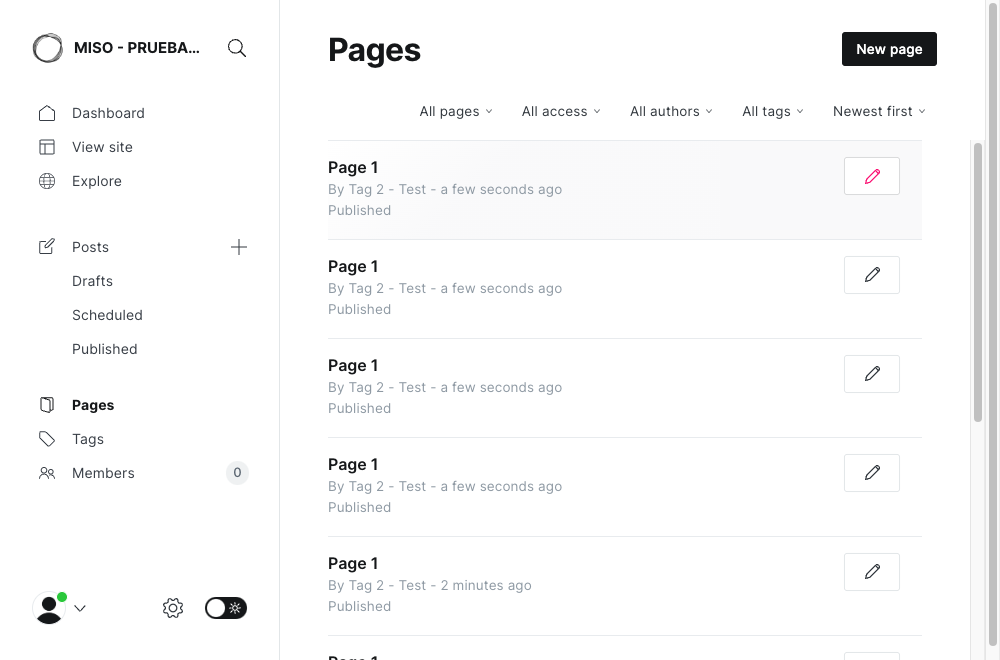 MISO - PRUEBA...
Dashboard
View site
Explore
Posts
Drafts
Scheduled
Published
Pages
Tags
Members 0
Pages
New page
All pages All access All authors All tags Newest first
Page 1
By Tag 2 - Test - a few seconds ago
Published
Page 1
By Tag 2 - Test - a few seconds ago
Published
Page 1
By Tag 2 - Test - a few seconds ago
Published
Page 1
By Tag 2 - Test - a few seconds ago
Published
Page 1
By Tag 2 - Test - 2 minutes ago
Published
Page 1